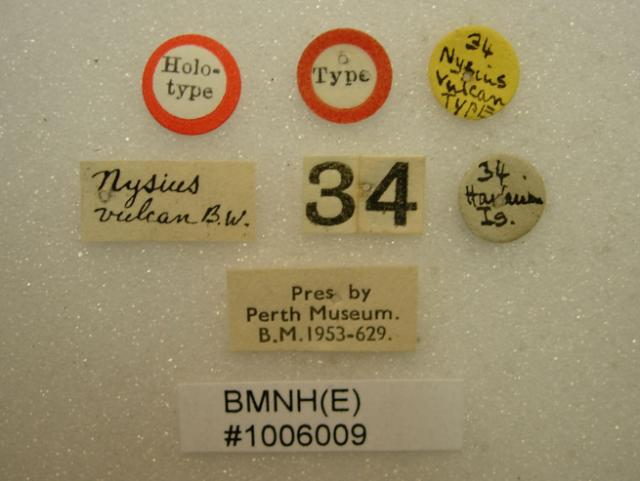 Holo-
type
Type
34
Nysius
vulcan
TYPE
Nysius
vulcan B.W.
34
34.
Hawaiian
Is.
Pres by
Perth Museum.
B.M.1953-629.
BMNH(E)
#1006009